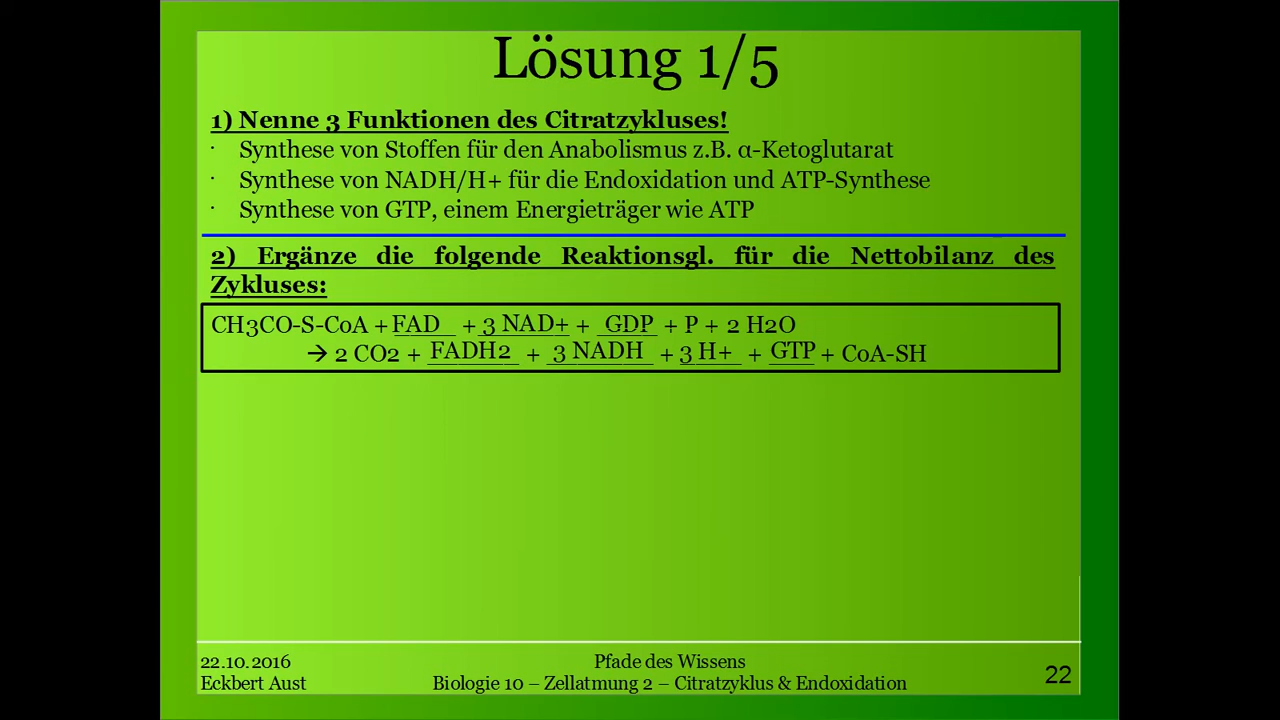 Lösung 1/5
1) Nenne 3 Funktionen des Citratzykluses!
· Synthese von Stoffen für den Anabolismus z.B. α-Ketoglutarat
· Synthese von NADH/H+ für die Endoxidation und ATP-Synthese
· Synthese von GTP, einem Energieträger wie ATP
2) Ergänze die folgende Reaktionsgl. für die Nettobilanz des
Zykluses:
CH3CO-S-CoA + FAD + 3 NAD+ + GDP + P + 2 H2O
→ 2 CO2 + FADH2 + 3 NADH + 3 H+ + GTP + CoA-SH
22.10.2016
Eckbert Aust
Pfade des Wissens
Biologie 10 – Zellatmung 2 – Citratzyklus & Endoxidation
22